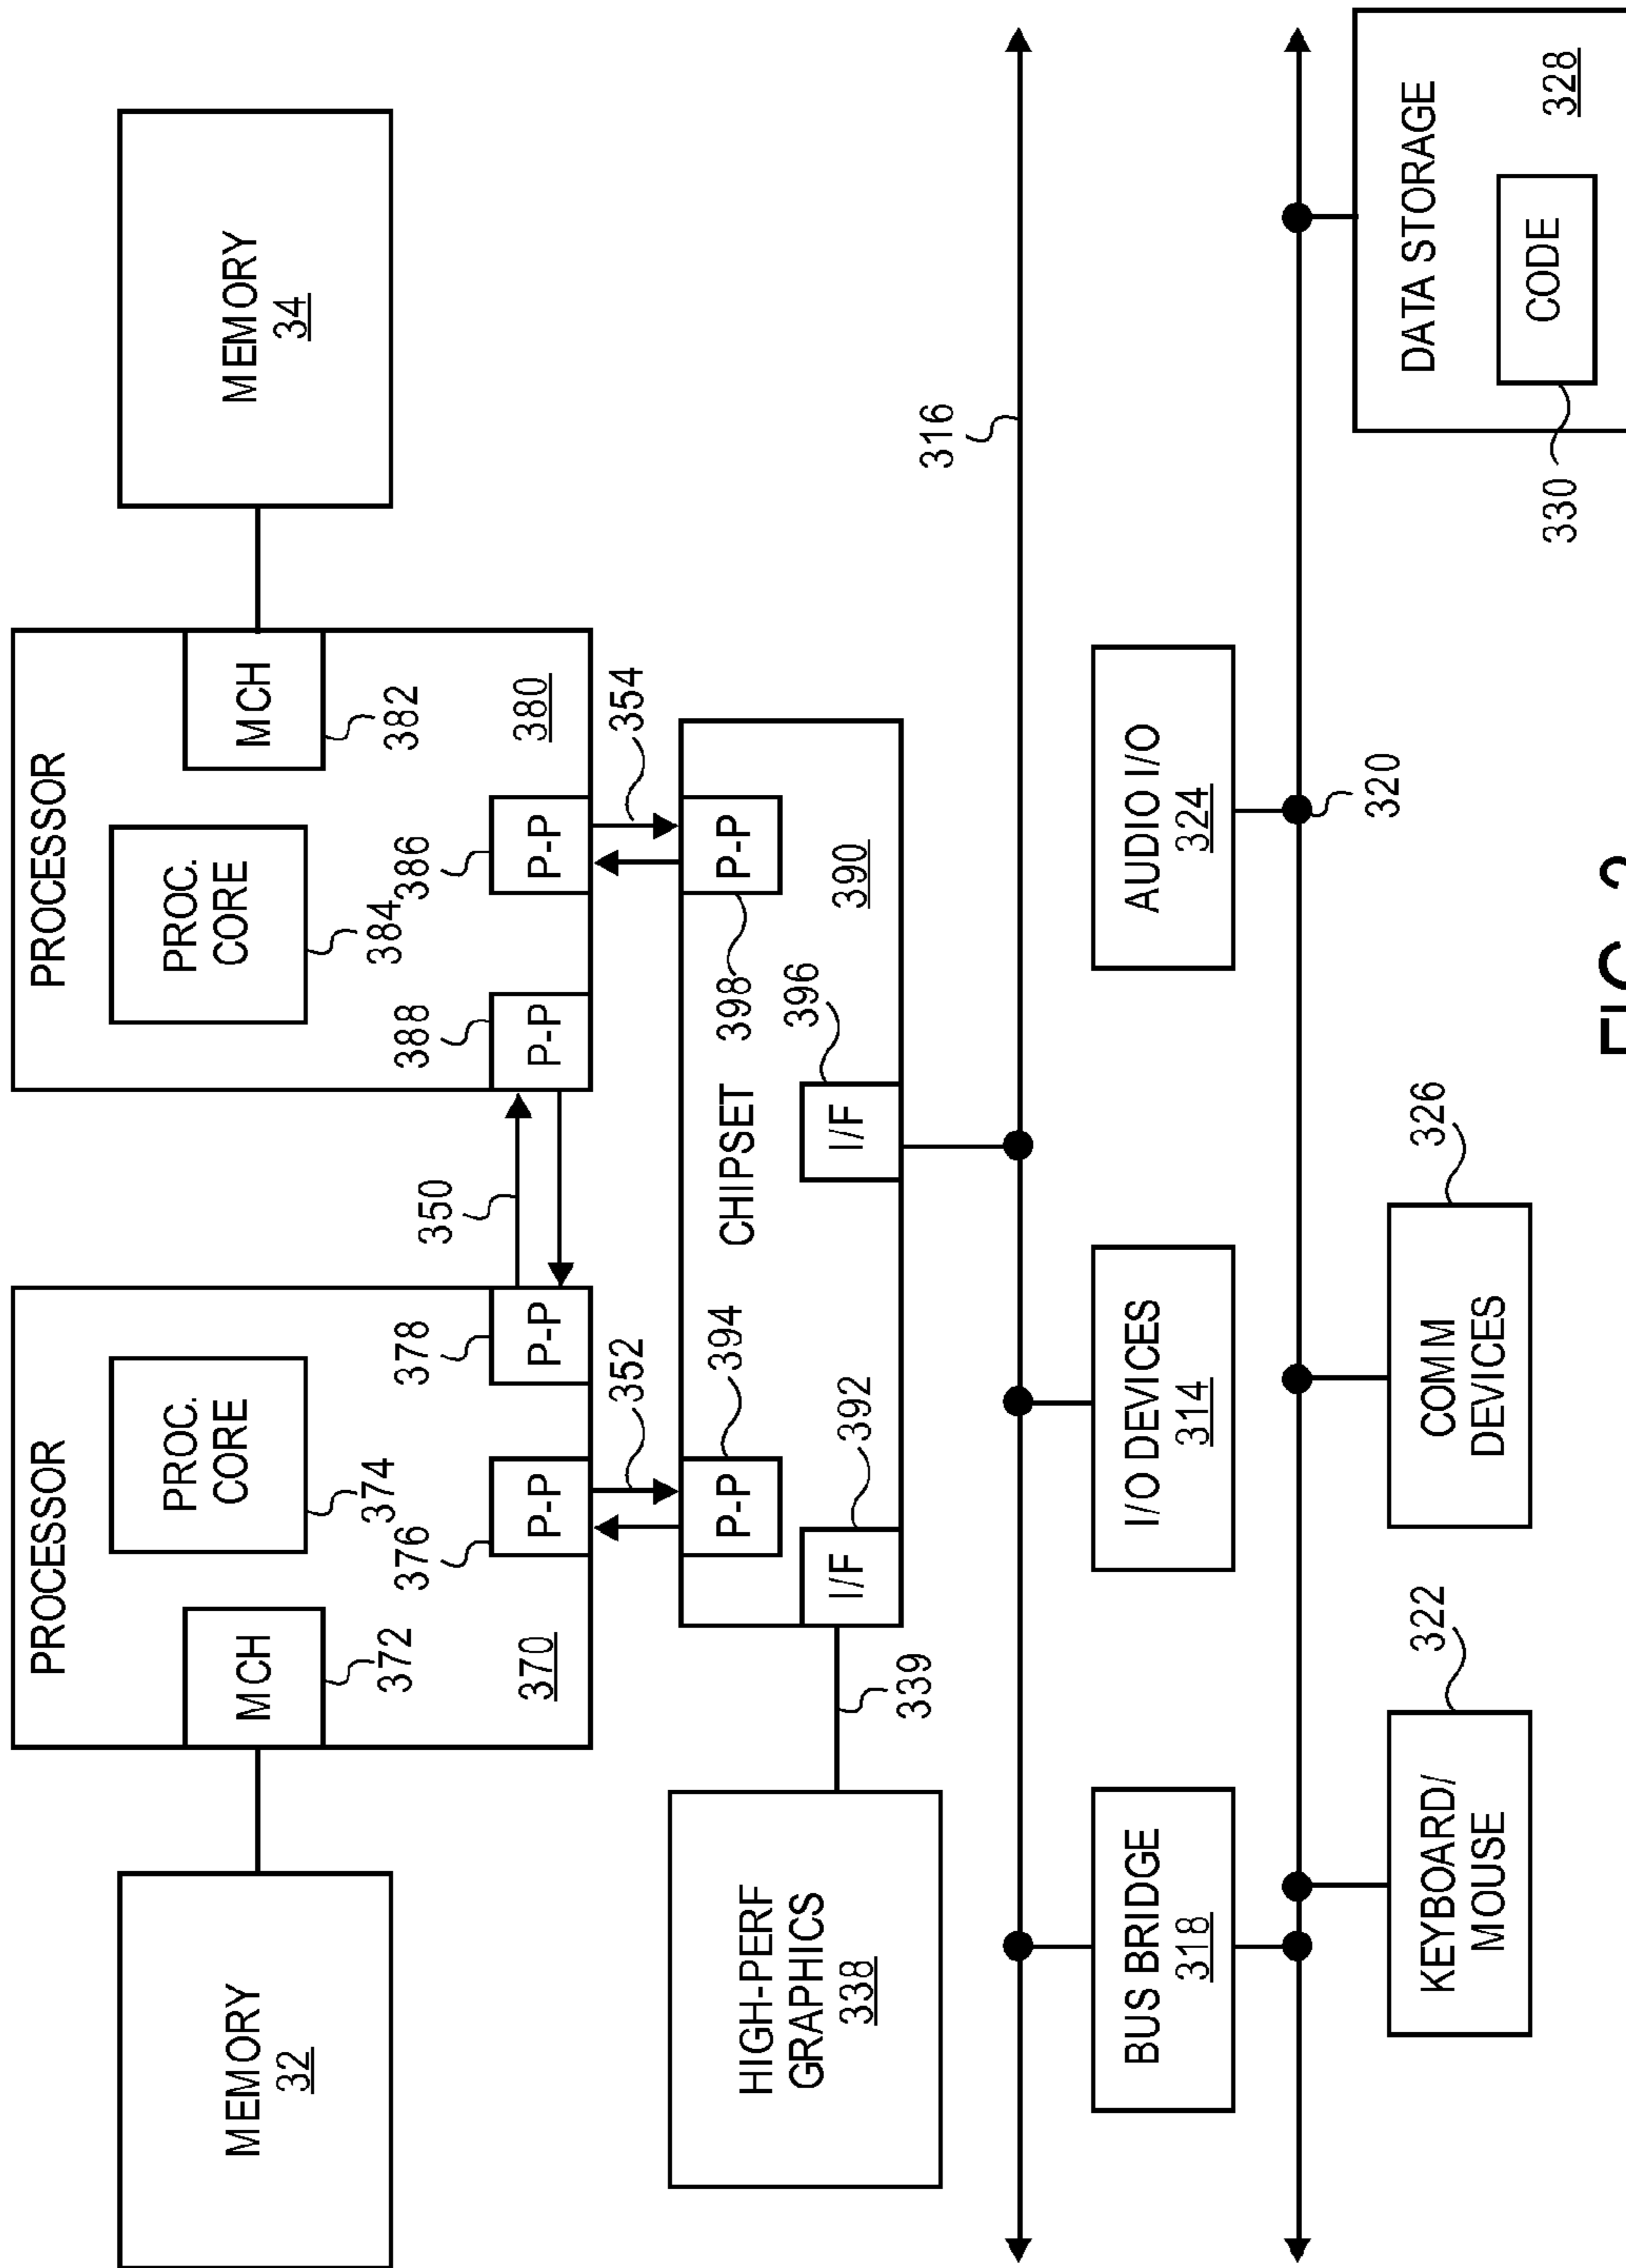 PROCESSOR
PROCESSOR
PROC.
CORE
PROC.
CORE
MCH
MCH
MEMORY
32
MEMORY
34
372
374
384
382
376
378
350
388
386
P-P
P-P
P-P
P-P
370
380
352
354
HIGH-PERF
GRAPHICS
338
P-P
394
CHIPSET
398
P-P
392
396
390
I/F
I/F
339
316
BUS BRIDGE
318
I/O DEVICES
314
AUDIO I/O
324
320
KEYBOARD/
MOUSE
322
COMM
DEVICES
326
DATA STORAGE
328
CODE
330